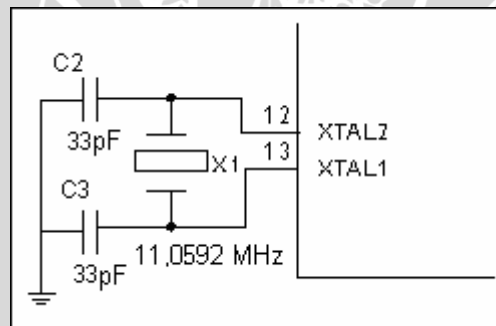 C2
33pF
12
XTAL2
13
X1
XTAL1
C3
11,0592 MHz
33pF